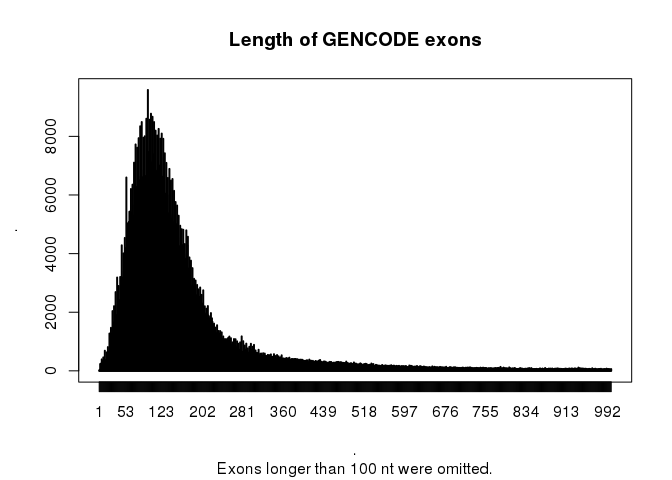 Length of GENCODE exons
8000
6000
4000
2000
0
.
1 53 123 202 281 360 439 518 597 676 755 834 913 992
.
Exons longer than 100 nt were omitted.